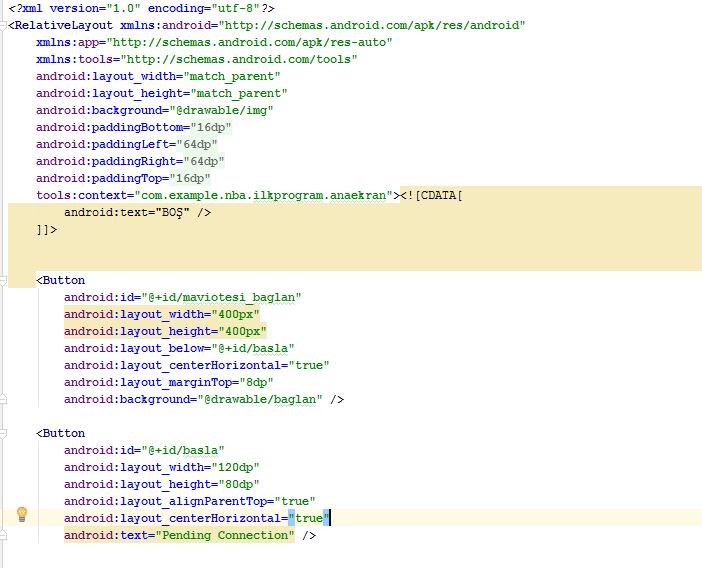 <?xml version="1.0" encoding="utf-8"?>
<RelativeLayout xmlns:android="http://schemas.android.com/apk/res/android"
    xmlns:app="http://schemas.android.com/apk/res-auto"
    xmlns:tools="http://schemas.android.com/tools"
    android:layout_width="match_parent"
    android:layout_height="match_parent"
    android:background="@drawable/img"
    android:paddingBottom="16dp"
    android:paddingLeft="64dp"
    android:paddingRight="64dp"
    android:paddingTop="16dp"
    tools:context="com.example.nba.ilkprogram.anaekran"><![CDATA[
        android:text="BOŞ" />
    ]]>
    <Button
        android:id="@+id/maviotesi_baglan"
        android:layout_width="400px"
        android:layout_height="400px"
        android:layout_below="@+id/basla"
        android:layout_centerHorizontal="true"
        android:layout_marginTop="8dp"
        android:background="@drawable/baglan" />
    <Button
        android:id="@+id/basla"
        android:layout_width="120dp"
        android:layout_height="80dp"
        android:layout_alignParentTop="true"
        android:layout_centerHorizontal="true"
        android:text="Pending Connection" />